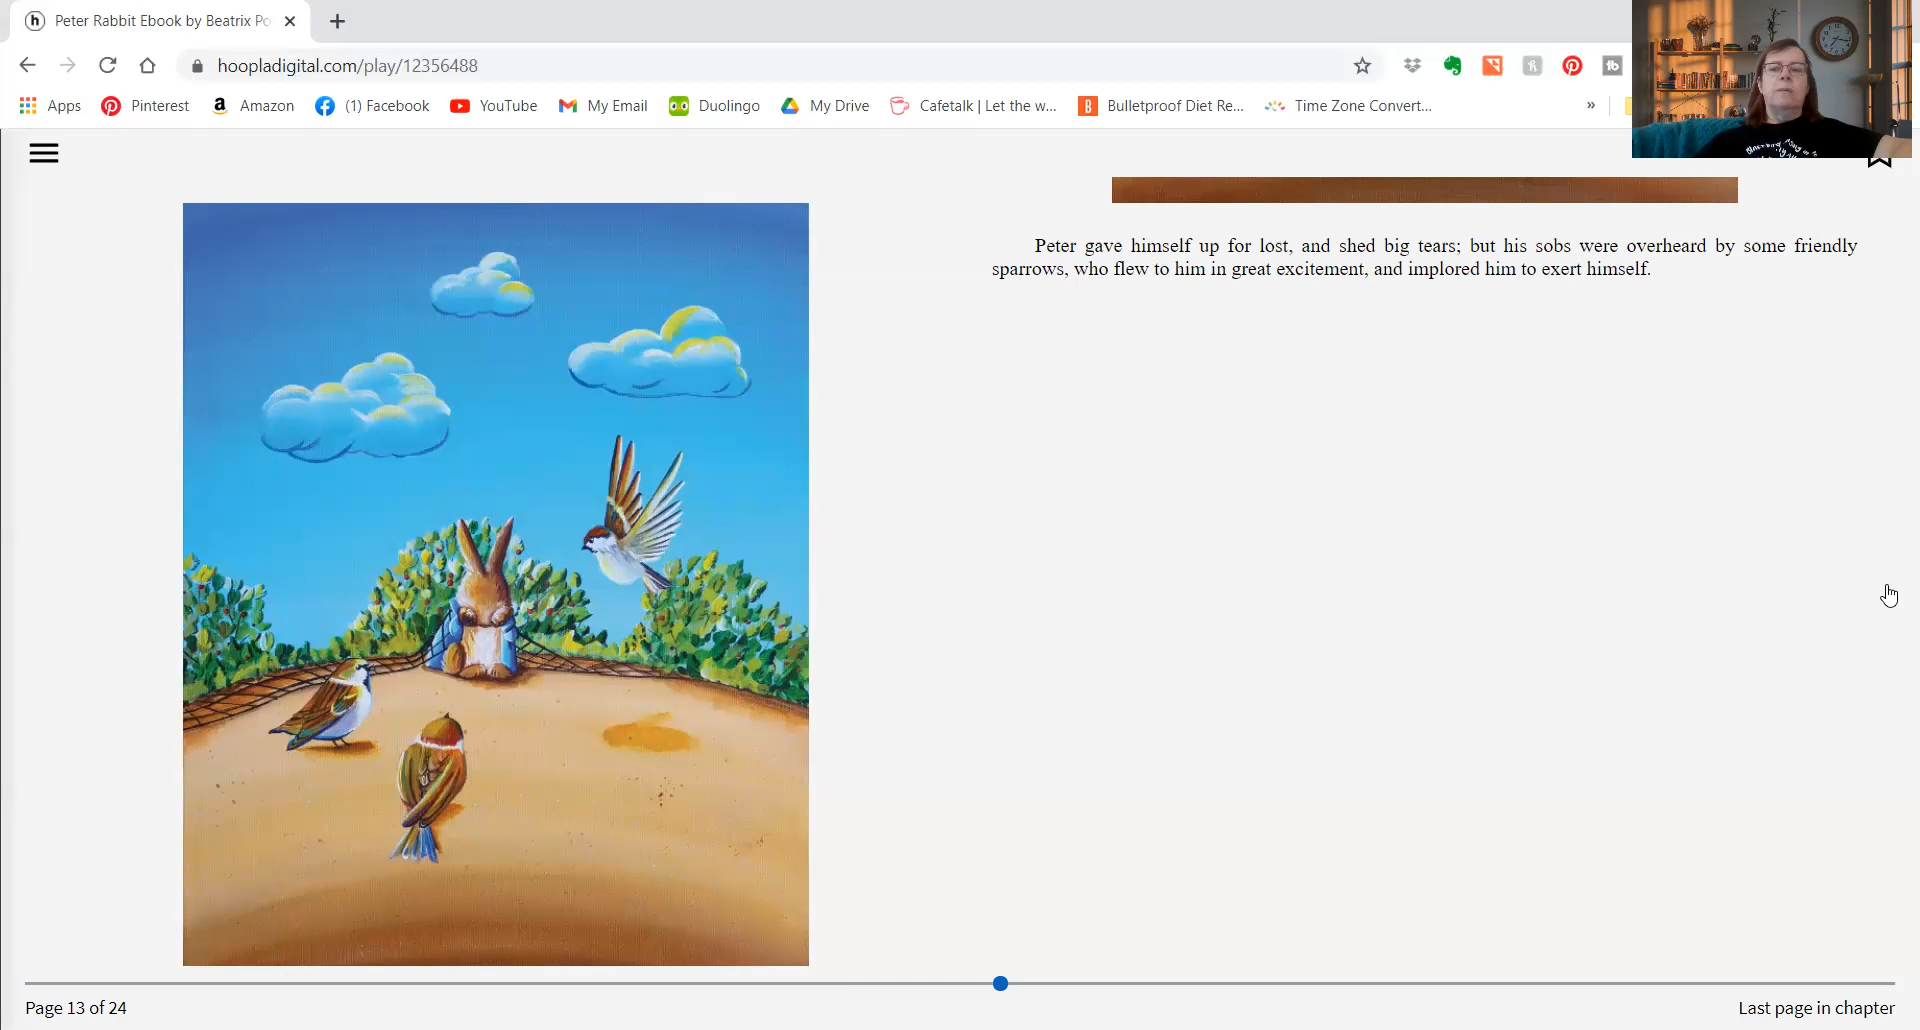 Peter Rabbit Ebook by Beatrix Po
hoopladigital.com/play/12356488
Apps Pinterest Amazon (1) Facebook YouTube My Email Duolingo My Drive Cafetalk | Let the w... Bulletproof Diet Re... Time Zone Convert... »
Peter gave himself up for lost, and shed big tears; but his sobs were overheard by some friendly
sparrows, who flew to him in great excitement, and implored him to exert himself.
Page 13 of 24
Last page in chapter